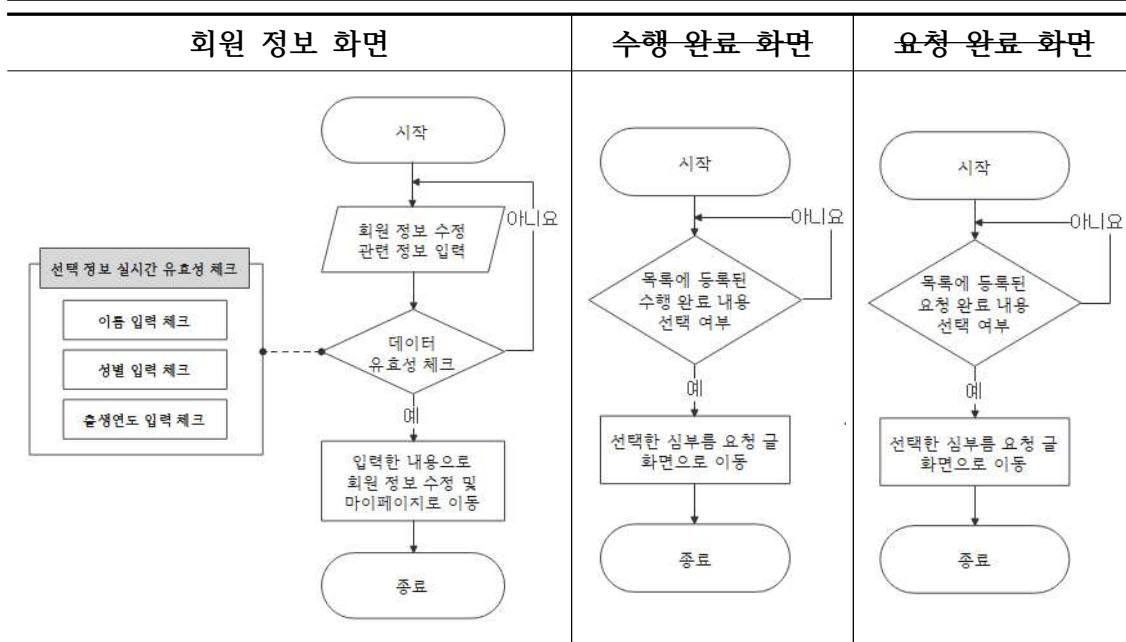 회원 정보 화면
수행 완료 화면
요청 완료 화면
시작
회원 정보 수정
관련 정보 입력
아니요
선택 정보 실시간 유효성 체크
이름 입력 체크
성별 입력 체크
출생연도 입력 체크
데이터
유효성 체크
예
입력한 내용으로
회원 정보 수정 및
마이페이지로 이동
종료
시작
아니요
목록에 등록된
수행 완료 내용
선택 여부
예
선택한 심부름 요청 글
화면으로 이동
종료
시작
아니요
목록에 등록된
요청 완료 내용
선택 여부
예
선택한 심부름 요청 글
화면으로 이동
종료